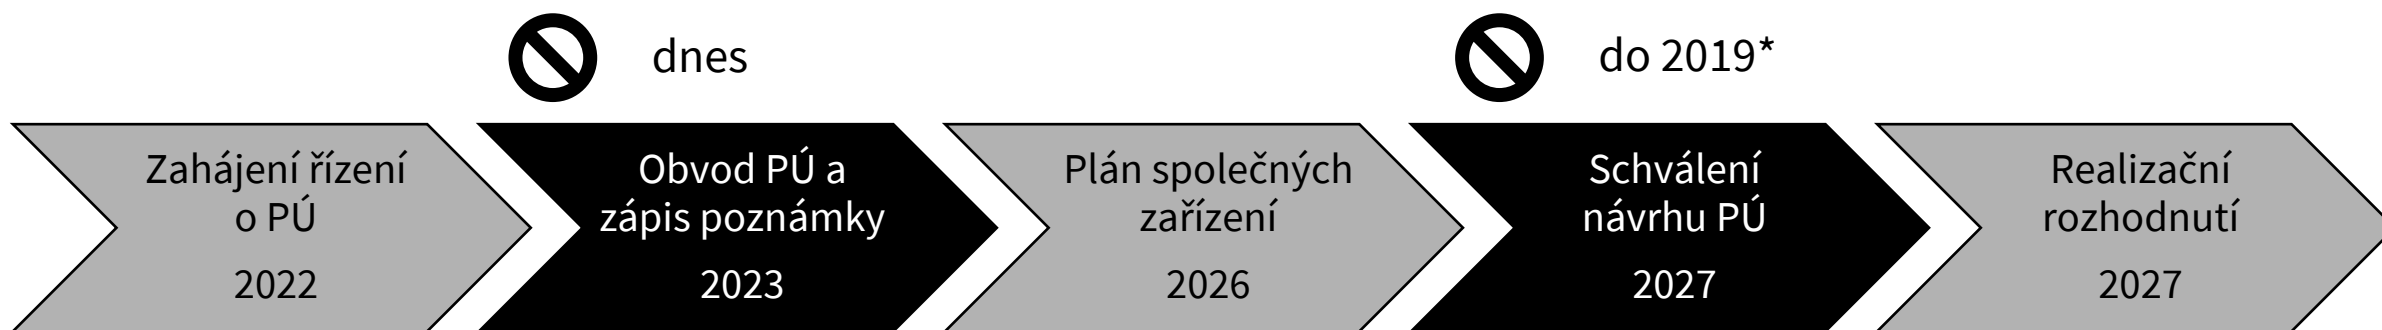 dnes
do 2019*
Zahájení řízení
o PÚ
2022
Obvod PÚ a
zápis poznámky
2023
Plán společných
zařízení
2026
Schválení
návrhu PÚ
2027
Realizační
rozhodnutí
2027